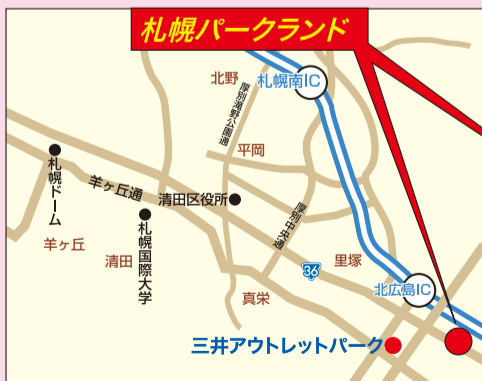 札幌パークランド
北野
札幌南IC
厚別滝野公園通
平岡
札幌ドーム
羊ヶ丘通
清田区役所
厚別中央通
羊ヶ丘
清田
札幌国際大学
36
里塚
真栄
北広島IC
三井アウトレットパーク